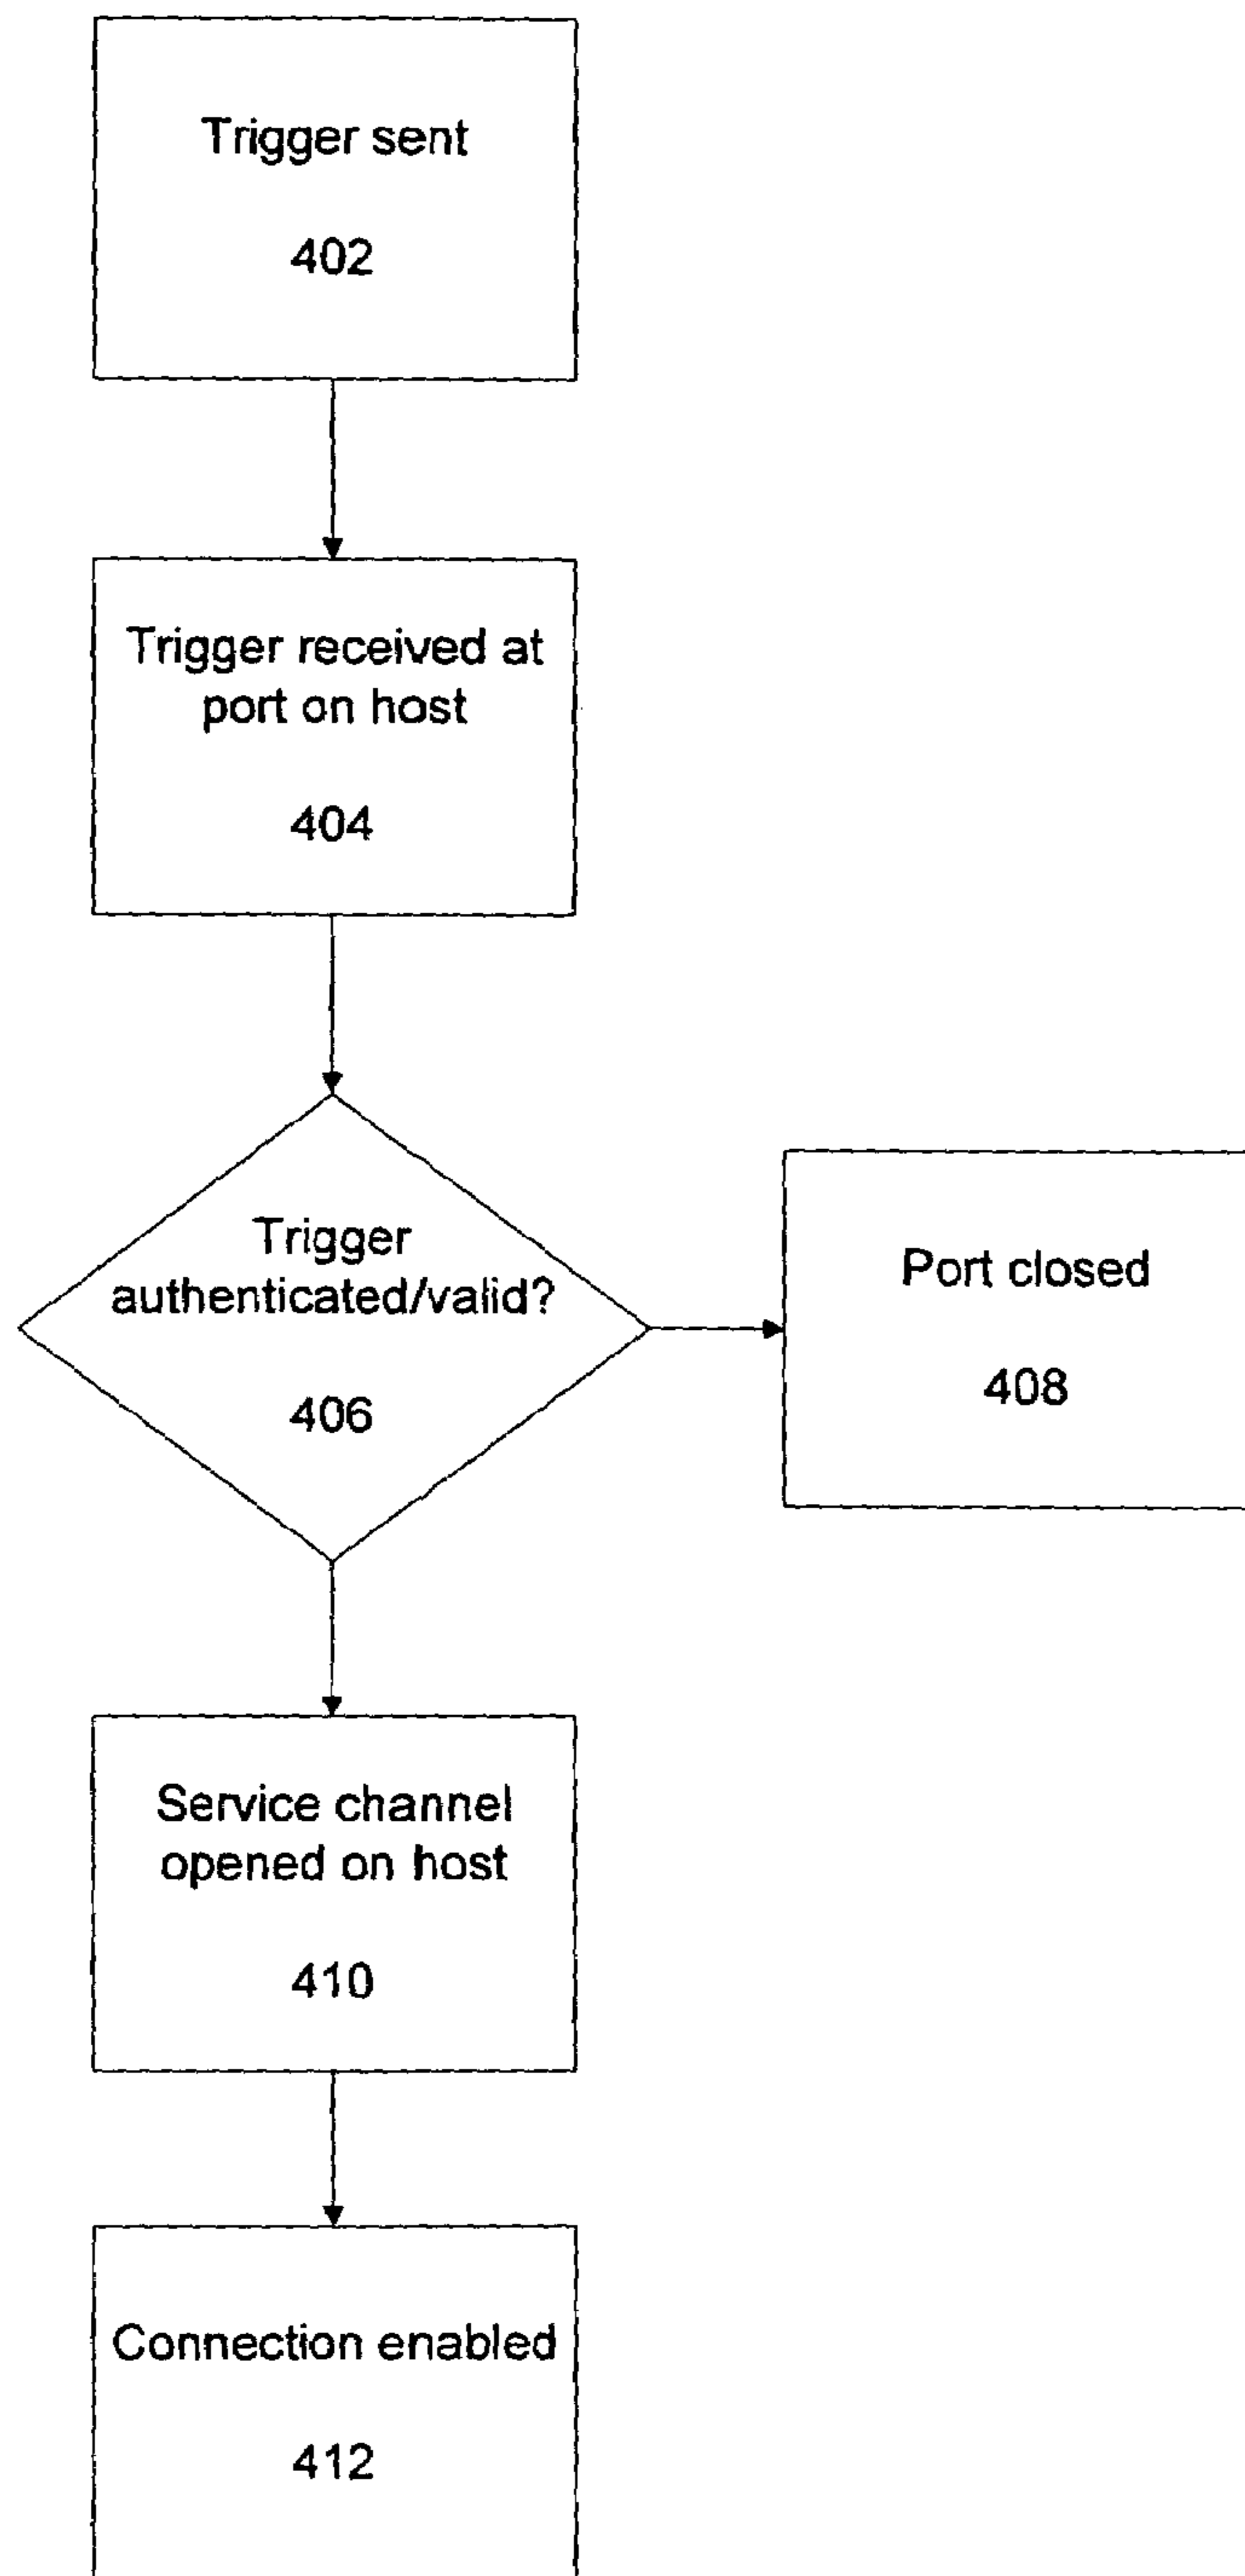 Trigger sent
402
Trigger received at
port on host
404
Trigger
authenticated/valid?
406
Port closed
408
Service channel
opened on host
410
Connection enabled
412